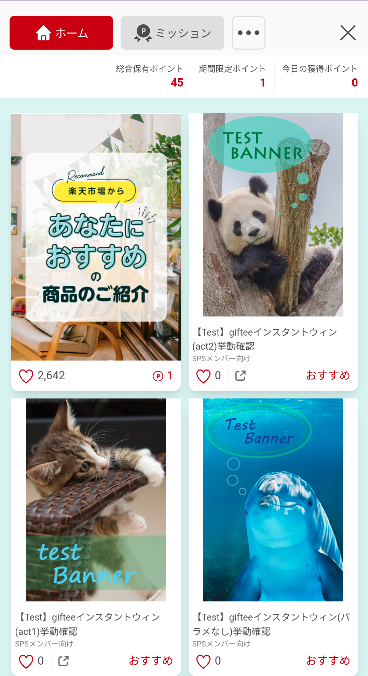 ホーム
ミッション
総合保有ポイント
45
期間限定ポイント
1
今日の獲得ポイント
0
Recommend
楽天市場から
あなたに
おすすめ
の
商品のご紹介
2,642
1
TEST
BANNER
【Test】gifteeインスタントウィン
(act2)挙動確認
SPSメンバー向け
0
おすすめ
test
Banner
【Test】gifteeインスタントウィン
(act1)挙動確認
SPSメンバー向け
0
おすすめ
Test
Banner
【Test】gifteeインスタントウィン(パ
ラメなし)挙動確認
SPSメンバー向け
0
おすすめ